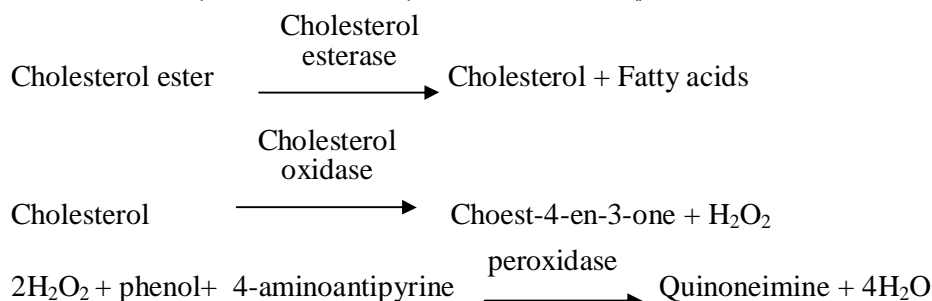 Cholesterol
esterase
Cholesterol ester Cholesterol + Fatty acids
Cholesterol
oxidase
Cholesterol Choest-4-en-3-one + H₂O₂
peroxidase
2H₂O₂ + phenol+ 4-aminoantipyrine Quinoneimine + 4H₂O